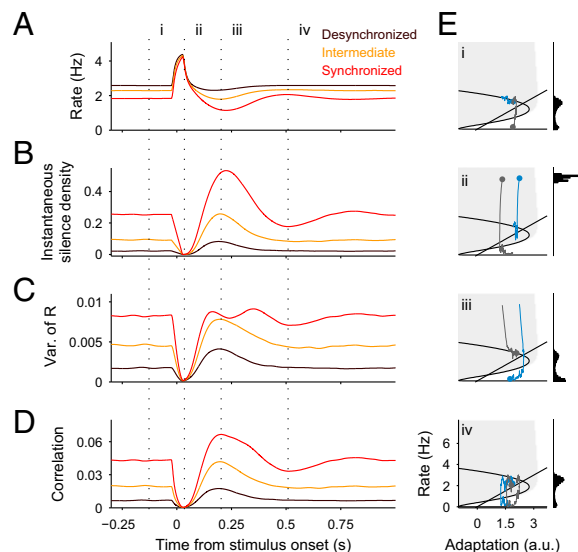 A
i ii iii iv
Desynchronized
Intermediate
Synchronized
Rate (Hz)
4
2
0
B
Instantaneous
silence density
0.4
0.2
0
C
Var. of R
0.01
0.005
0
D
Correlation
0.06
0.03
0
−0.25 0 0.25 0.5 0.75
Time from stimulus onset (s)
E
i
ii
iii
iv
Rate (Hz)
6
4
2
0
0 1.5 3
Adaptation (a.u.)